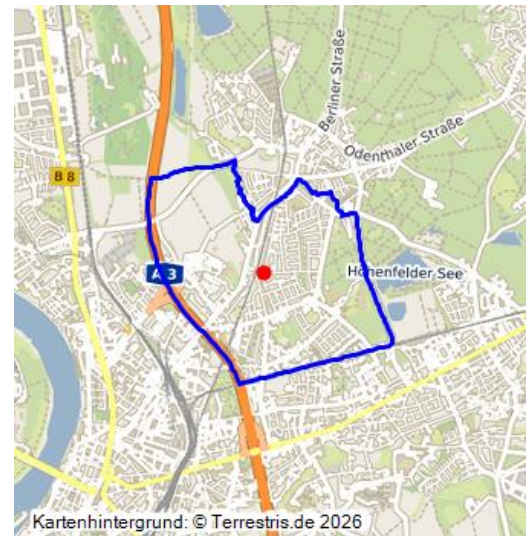 Berliner Straße
Odenthaler Straße
B 8
A 3
Hohenfelder See
Kartenhintergrund: © Terrestris.de 2026